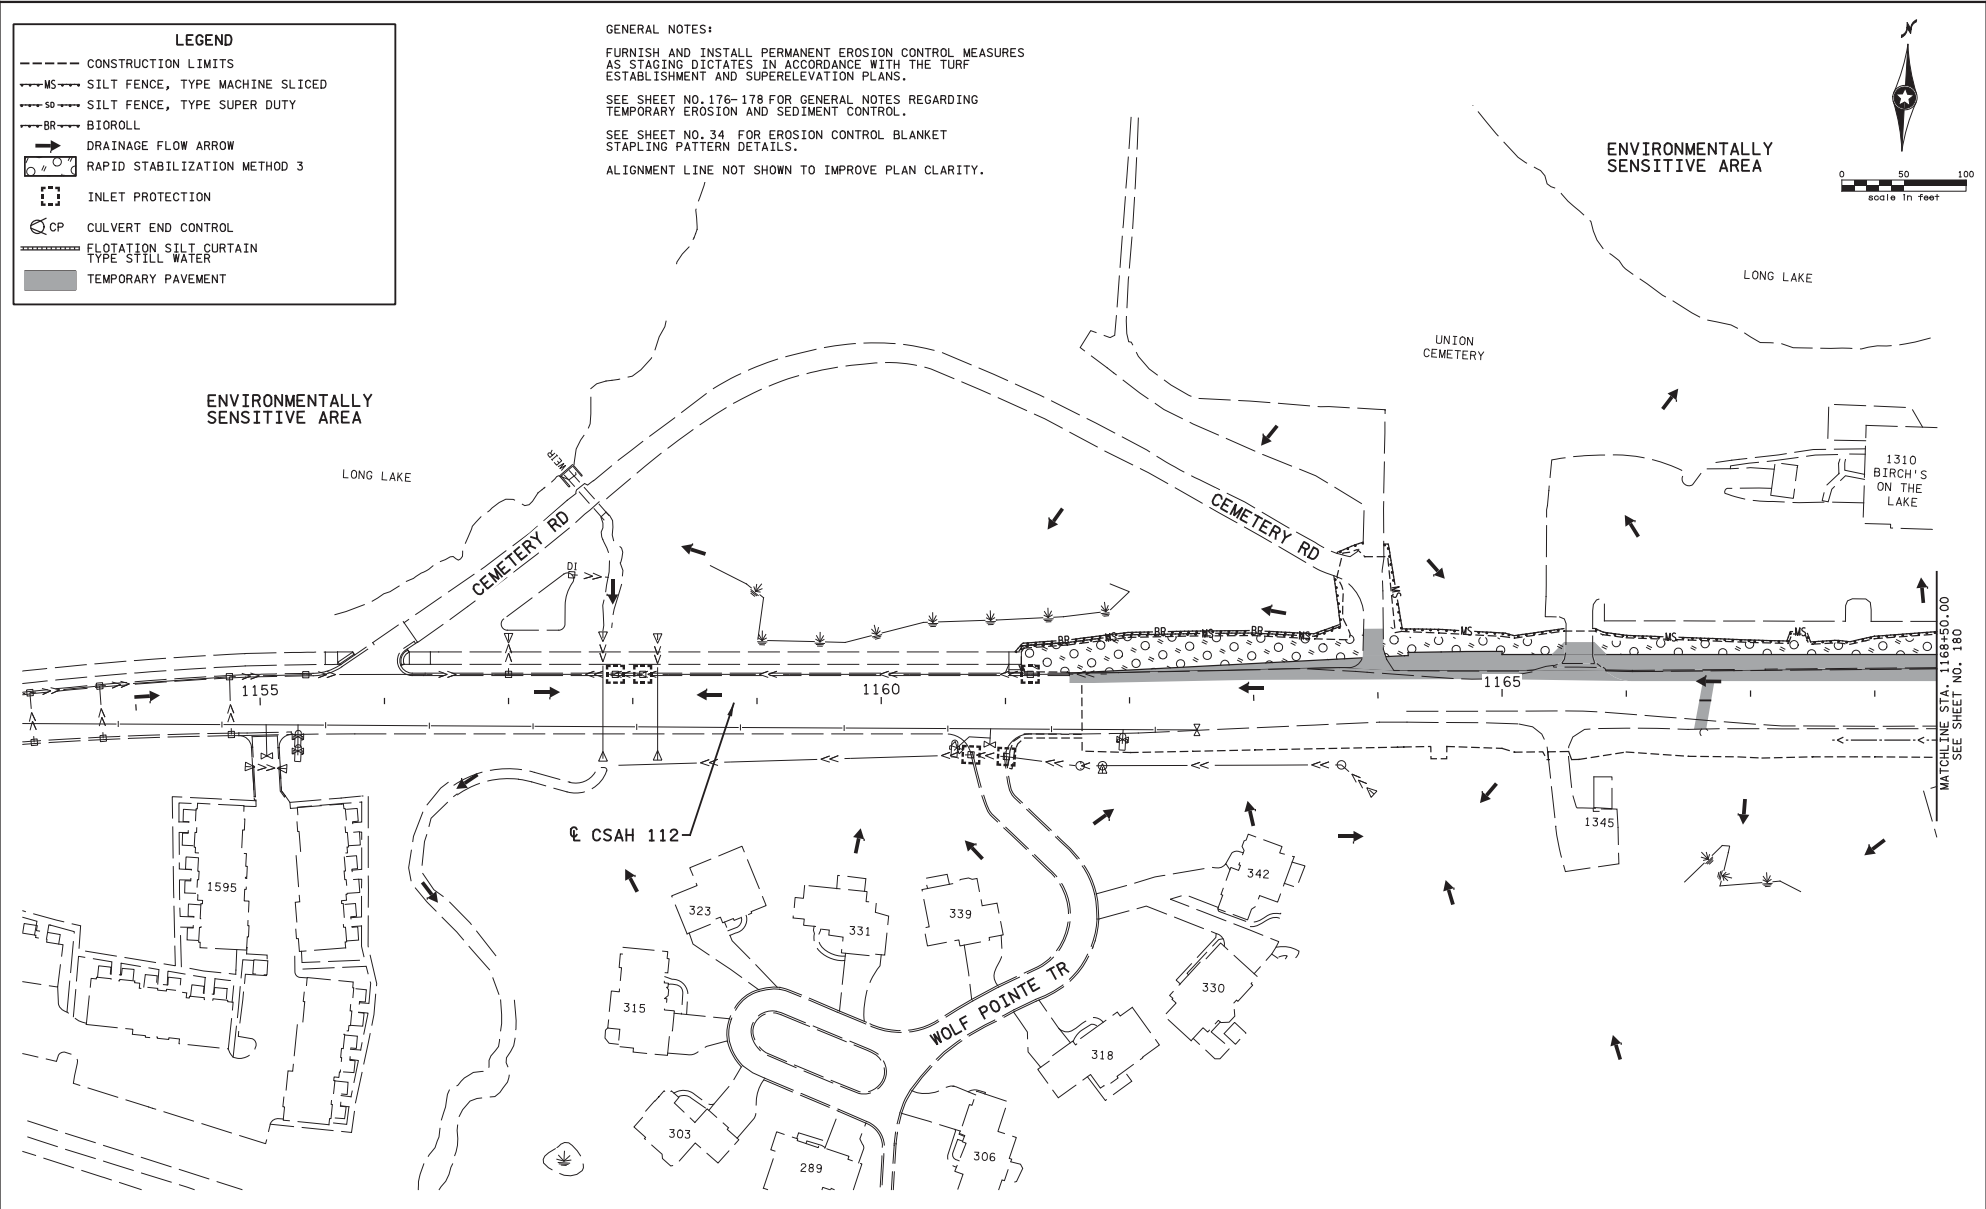 LEGEND
CONSTRUCTION LIMITS
MS SILT FENCE, TYPE MACHINE SLICED
SD SILT FENCE, TYPE SUPER DUTY
BR BIOROLL
DRAINAGE FLOW ARROW
RAPID STABILIZATION METHOD 3
INLET PROTECTION
CP CULVERT END CONTROL
FLOTATION SILT CURTAIN
TYPE STILL WATER
TEMPORARY PAVEMENT
GENERAL NOTES:
FURNISH AND INSTALL PERMANENT EROSION CONTROL MEASURES
AS STAGING DICTATES IN ACCORDANCE WITH THE TURF
ESTABLISHMENT AND SUPERELEVATION PLANS.
SEE SHEET NO. 176-178 FOR GENERAL NOTES REGARDING
TEMPORARY EROSION AND SEDIMENT CONTROL.
SEE SHEET NO. 34 FOR EROSION CONTROL BLANKET
STAPLING PATTERN DETAILS.
ALIGNMENT LINE NOT SHOWN TO IMPROVE PLAN CLARITY.
N
0 50 100
scale in feet
ENVIRONMENTALLY
SENSITIVE AREA
LONG LAKE
UNION
CEMETERY
ENVIRONMENTALLY
SENSITIVE AREA
LONG LAKE
WEIR
CEMETERY RD
DI
CEMETERY RD
1310
BIRCH'S
ON THE
LAKE
MS
BR
MS
BR
MS
BR
MS
MS
MS
MS
1155
1160
1165
MATCHLINE STA. 1168+50.00
SEE SHEET NO. 180
℄ CSAH 112
1345
1595
323
331
339
342
315
330
318
303
289
306
WOLF POINTE TR